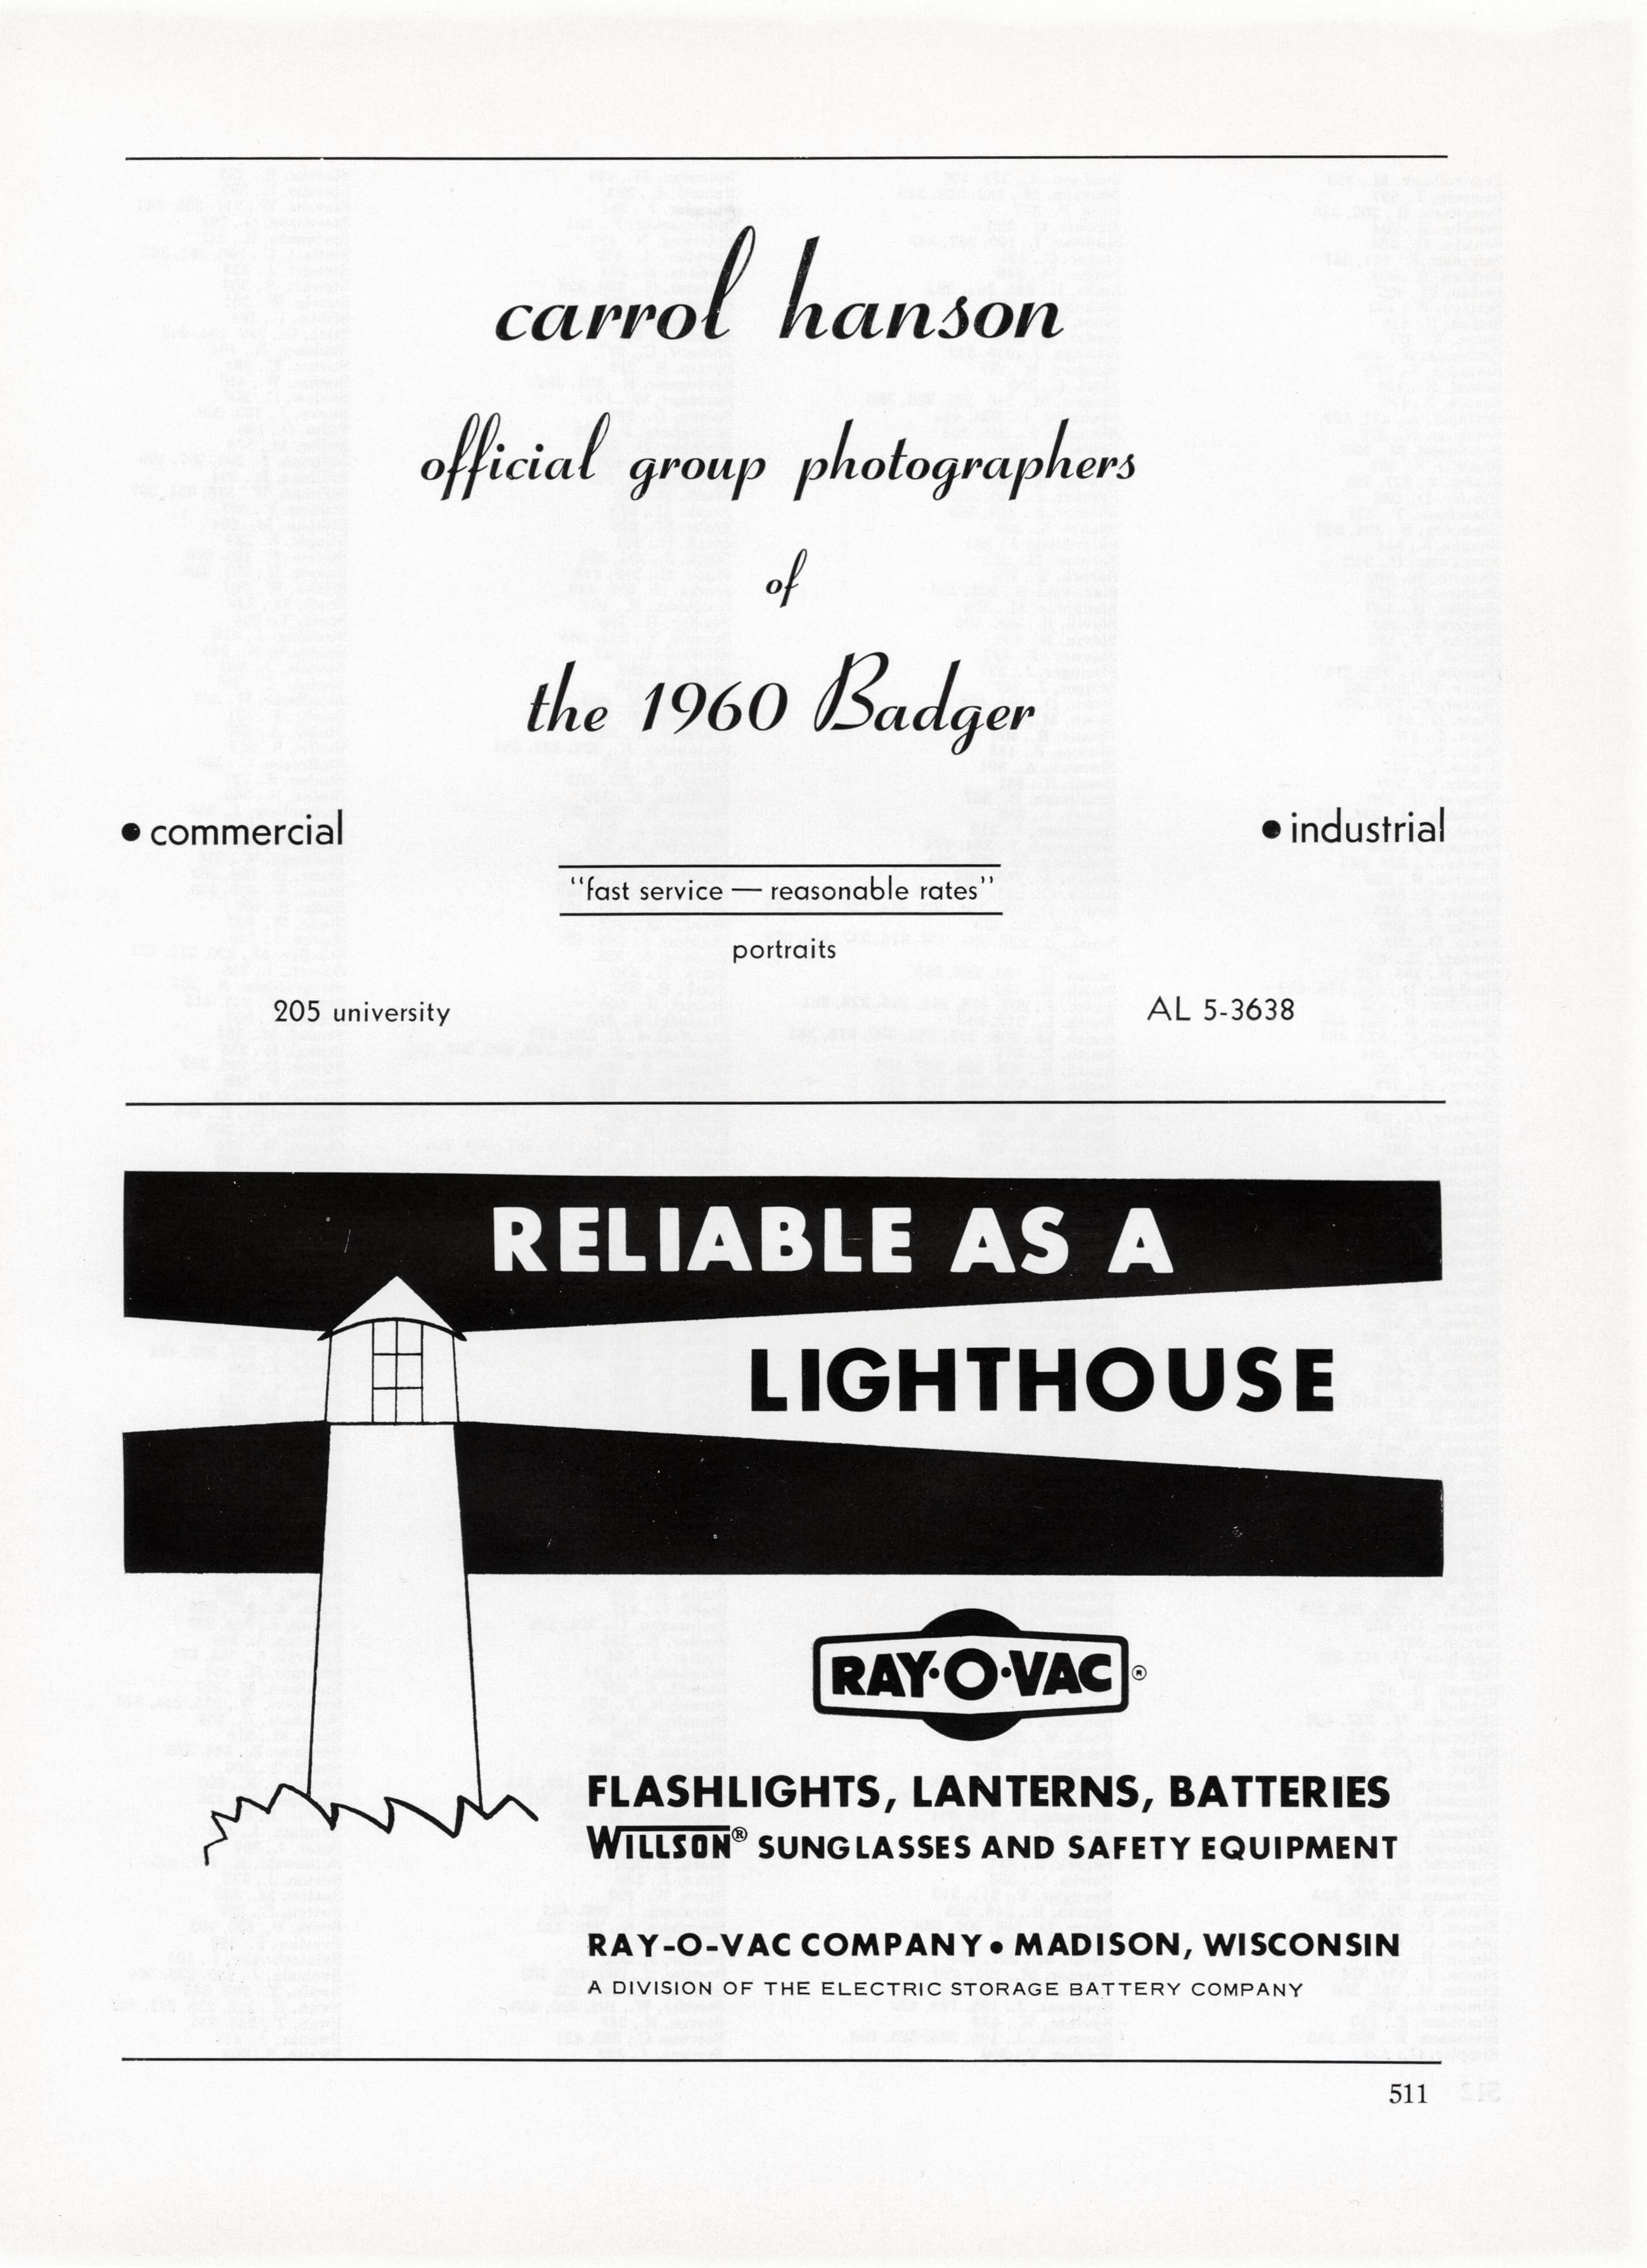 carrol hanson
official group photographers
of
the 1960 Badger
• commercial
• industrial
"fast service — reasonable rates"
portraits
205 university
AL 5-3638
RELIABLE AS A
LIGHTHOUSE
RAY·O·VAC ®
FLASHLIGHTS, LANTERNS, BATTERIES
WILLSON® SUNGLASSES AND SAFETY EQUIPMENT
RAY-O-VAC COMPANY • MADISON, WISCONSIN
A DIVISION OF THE ELECTRIC STORAGE BATTERY COMPANY
511